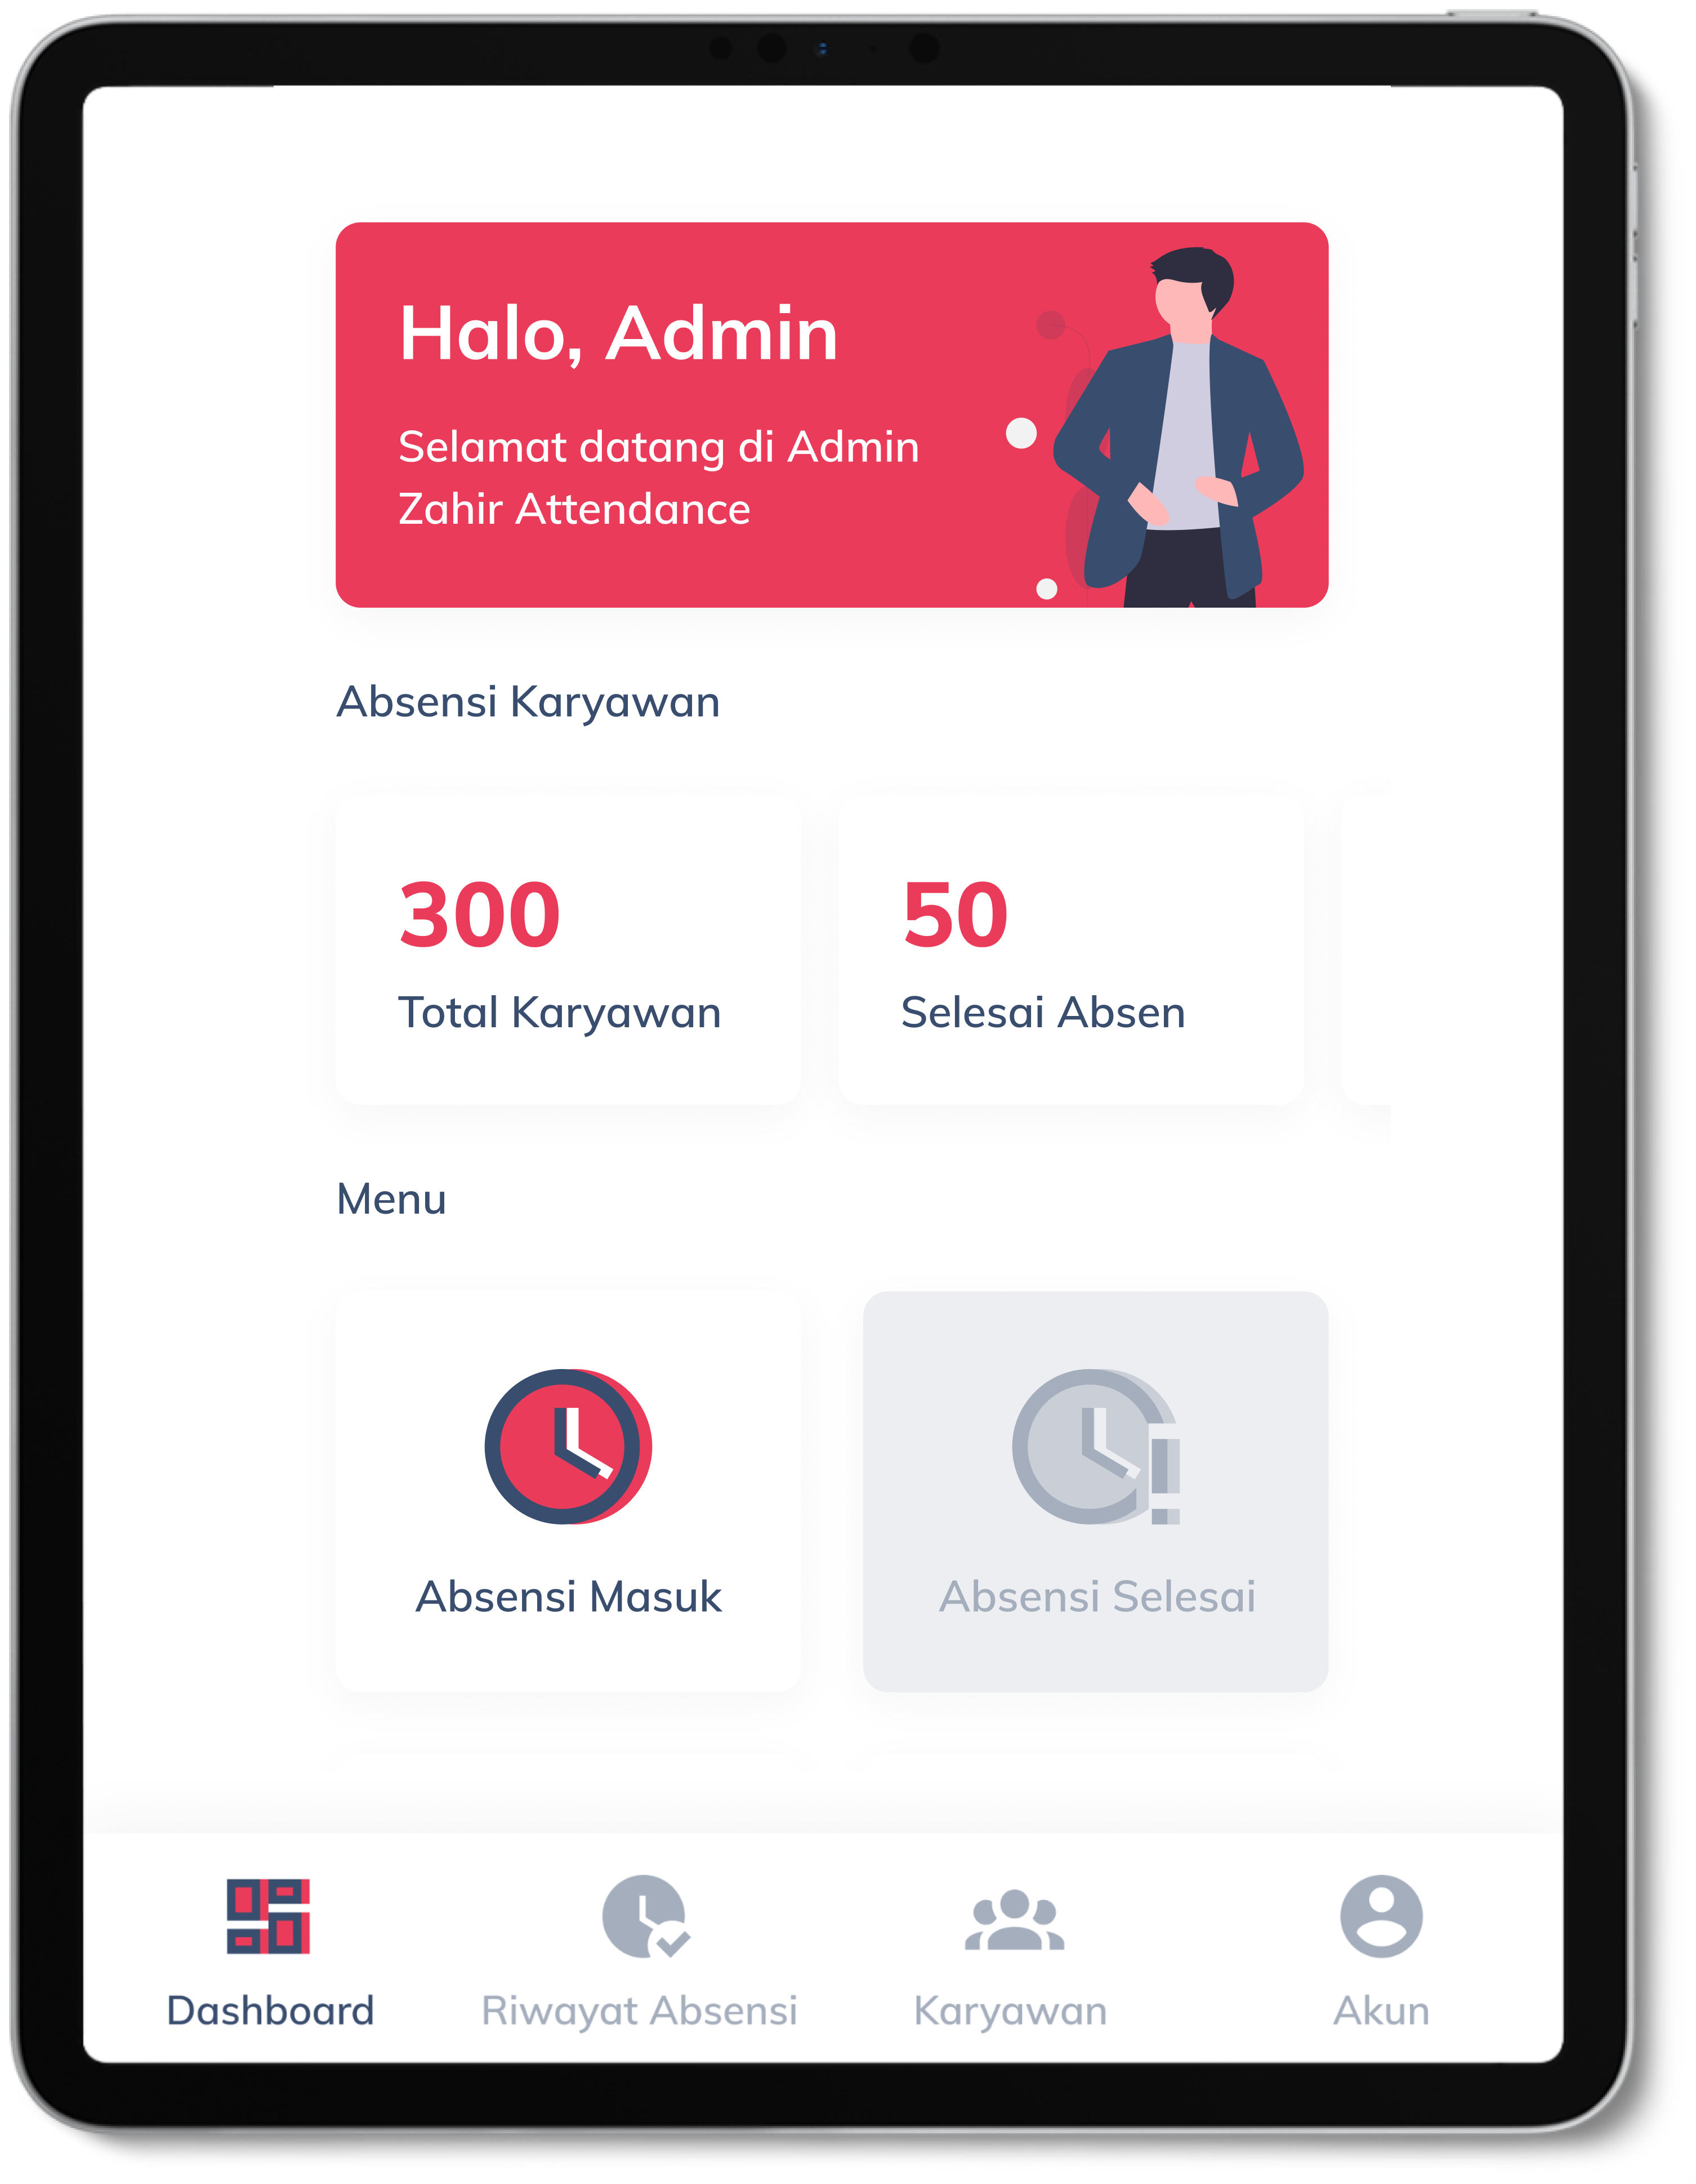 Halo, Admin
Selamat datang di Admin
Zahir Attendance
Absensi Karyawan
300
Total Karyawan
50
Selesai Absen
Menu
Absensi Masuk
Absensi Selesai
Dashboard
Riwayat Absensi
Karyawan
Akun